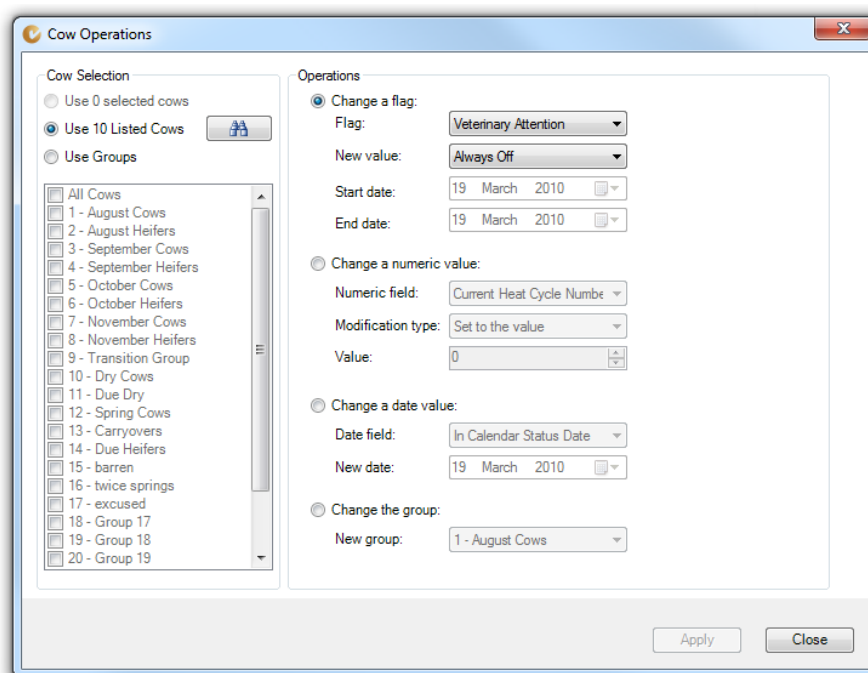 Cow Operations
Cow Selection
Use 0 selected cows
Use 10 Listed Cows
Use Groups
All Cows
1 - August Cows
2 - August Heifers
3 - September Cows
4 - September Heifers
5 - October Cows
6 - October Heifers
7 - November Cows
8 - November Heifers
9 - Transition Group
10 - Dry Cows
11 - Due Dry
12 - Spring Cows
13 - Carryovers
14 - Due Heifers
15 - barren
16 - twice springs
17 - excused
18 - Group 17
19 - Group 18
20 - Group 19
Operations
Change a flag:
Flag: Veterinary Attention
New value: Always Off
Start date: 19 March 2010
End date: 19 March 2010
Change a numeric value:
Numeric field: Current Heat Cycle Numbe
Modification type: Set to the value
Value: 0
Change a date value:
Date field: In Calendar Status Date
New date: 19 March 2010
Change the group:
New group: 1 - August Cows
Apply Close